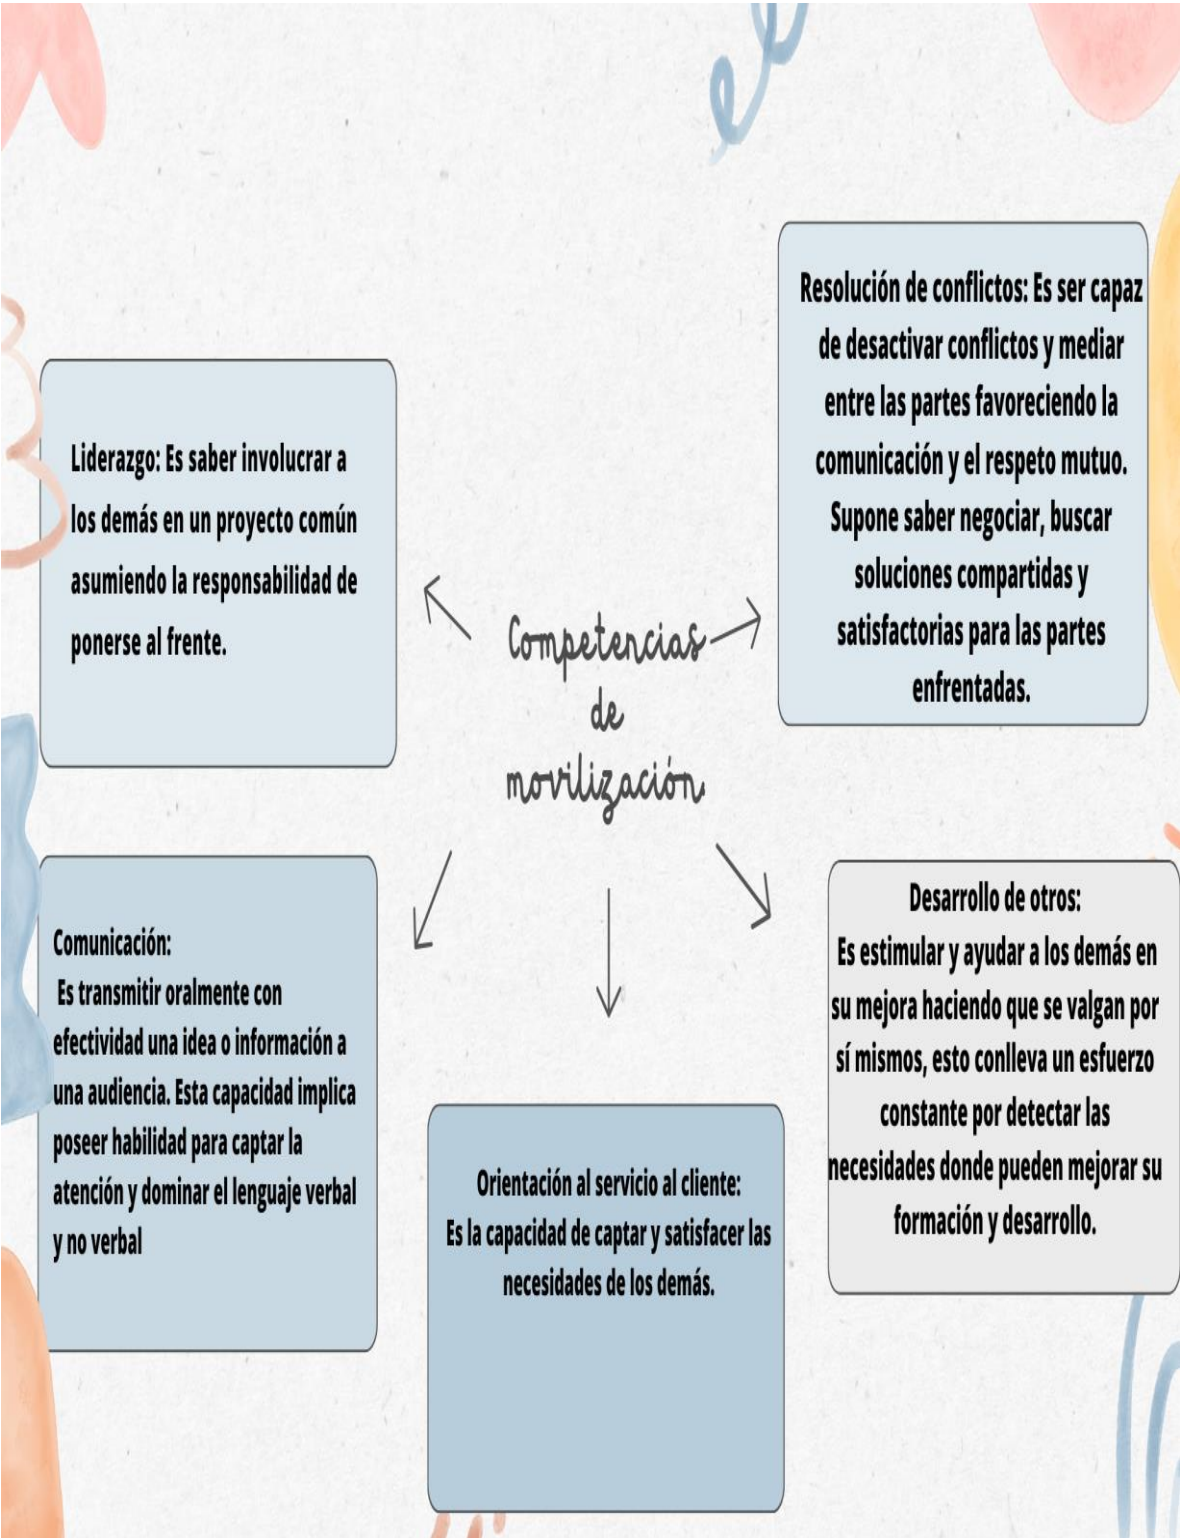 Resolución de conflictos: Es ser capaz
de desactivar conflictos y mediar
entre las partes favoreciendo la
comunicación y el respeto mutuo.
Supone saber negociar, buscar
soluciones compartidas y
satisfactorias para las partes
enfrentadas.
Liderazgo: Es saber involucrar a
los demás en un proyecto común
asumiendo la responsabilidad de
ponerse al frente.
Competencias
de
movilización
Comunicación:
Es transmitir oralmente con
efectividad una idea o información a
una audiencia. Esta capacidad implica
poseer habilidad para captar la
atención y dominar el lenguaje verbal
y no verbal
Desarrollo de otros:
Es estimular y ayudar a los demás en
su mejora haciendo que se valgan por
sí mismos, esto conlleva un esfuerzo
constante por detectar las
necesidades donde pueden mejorar su
formación y desarrollo.
Orientación al servicio al cliente:
Es la capacidad de captar y satisfacer las
necesidades de los demás.